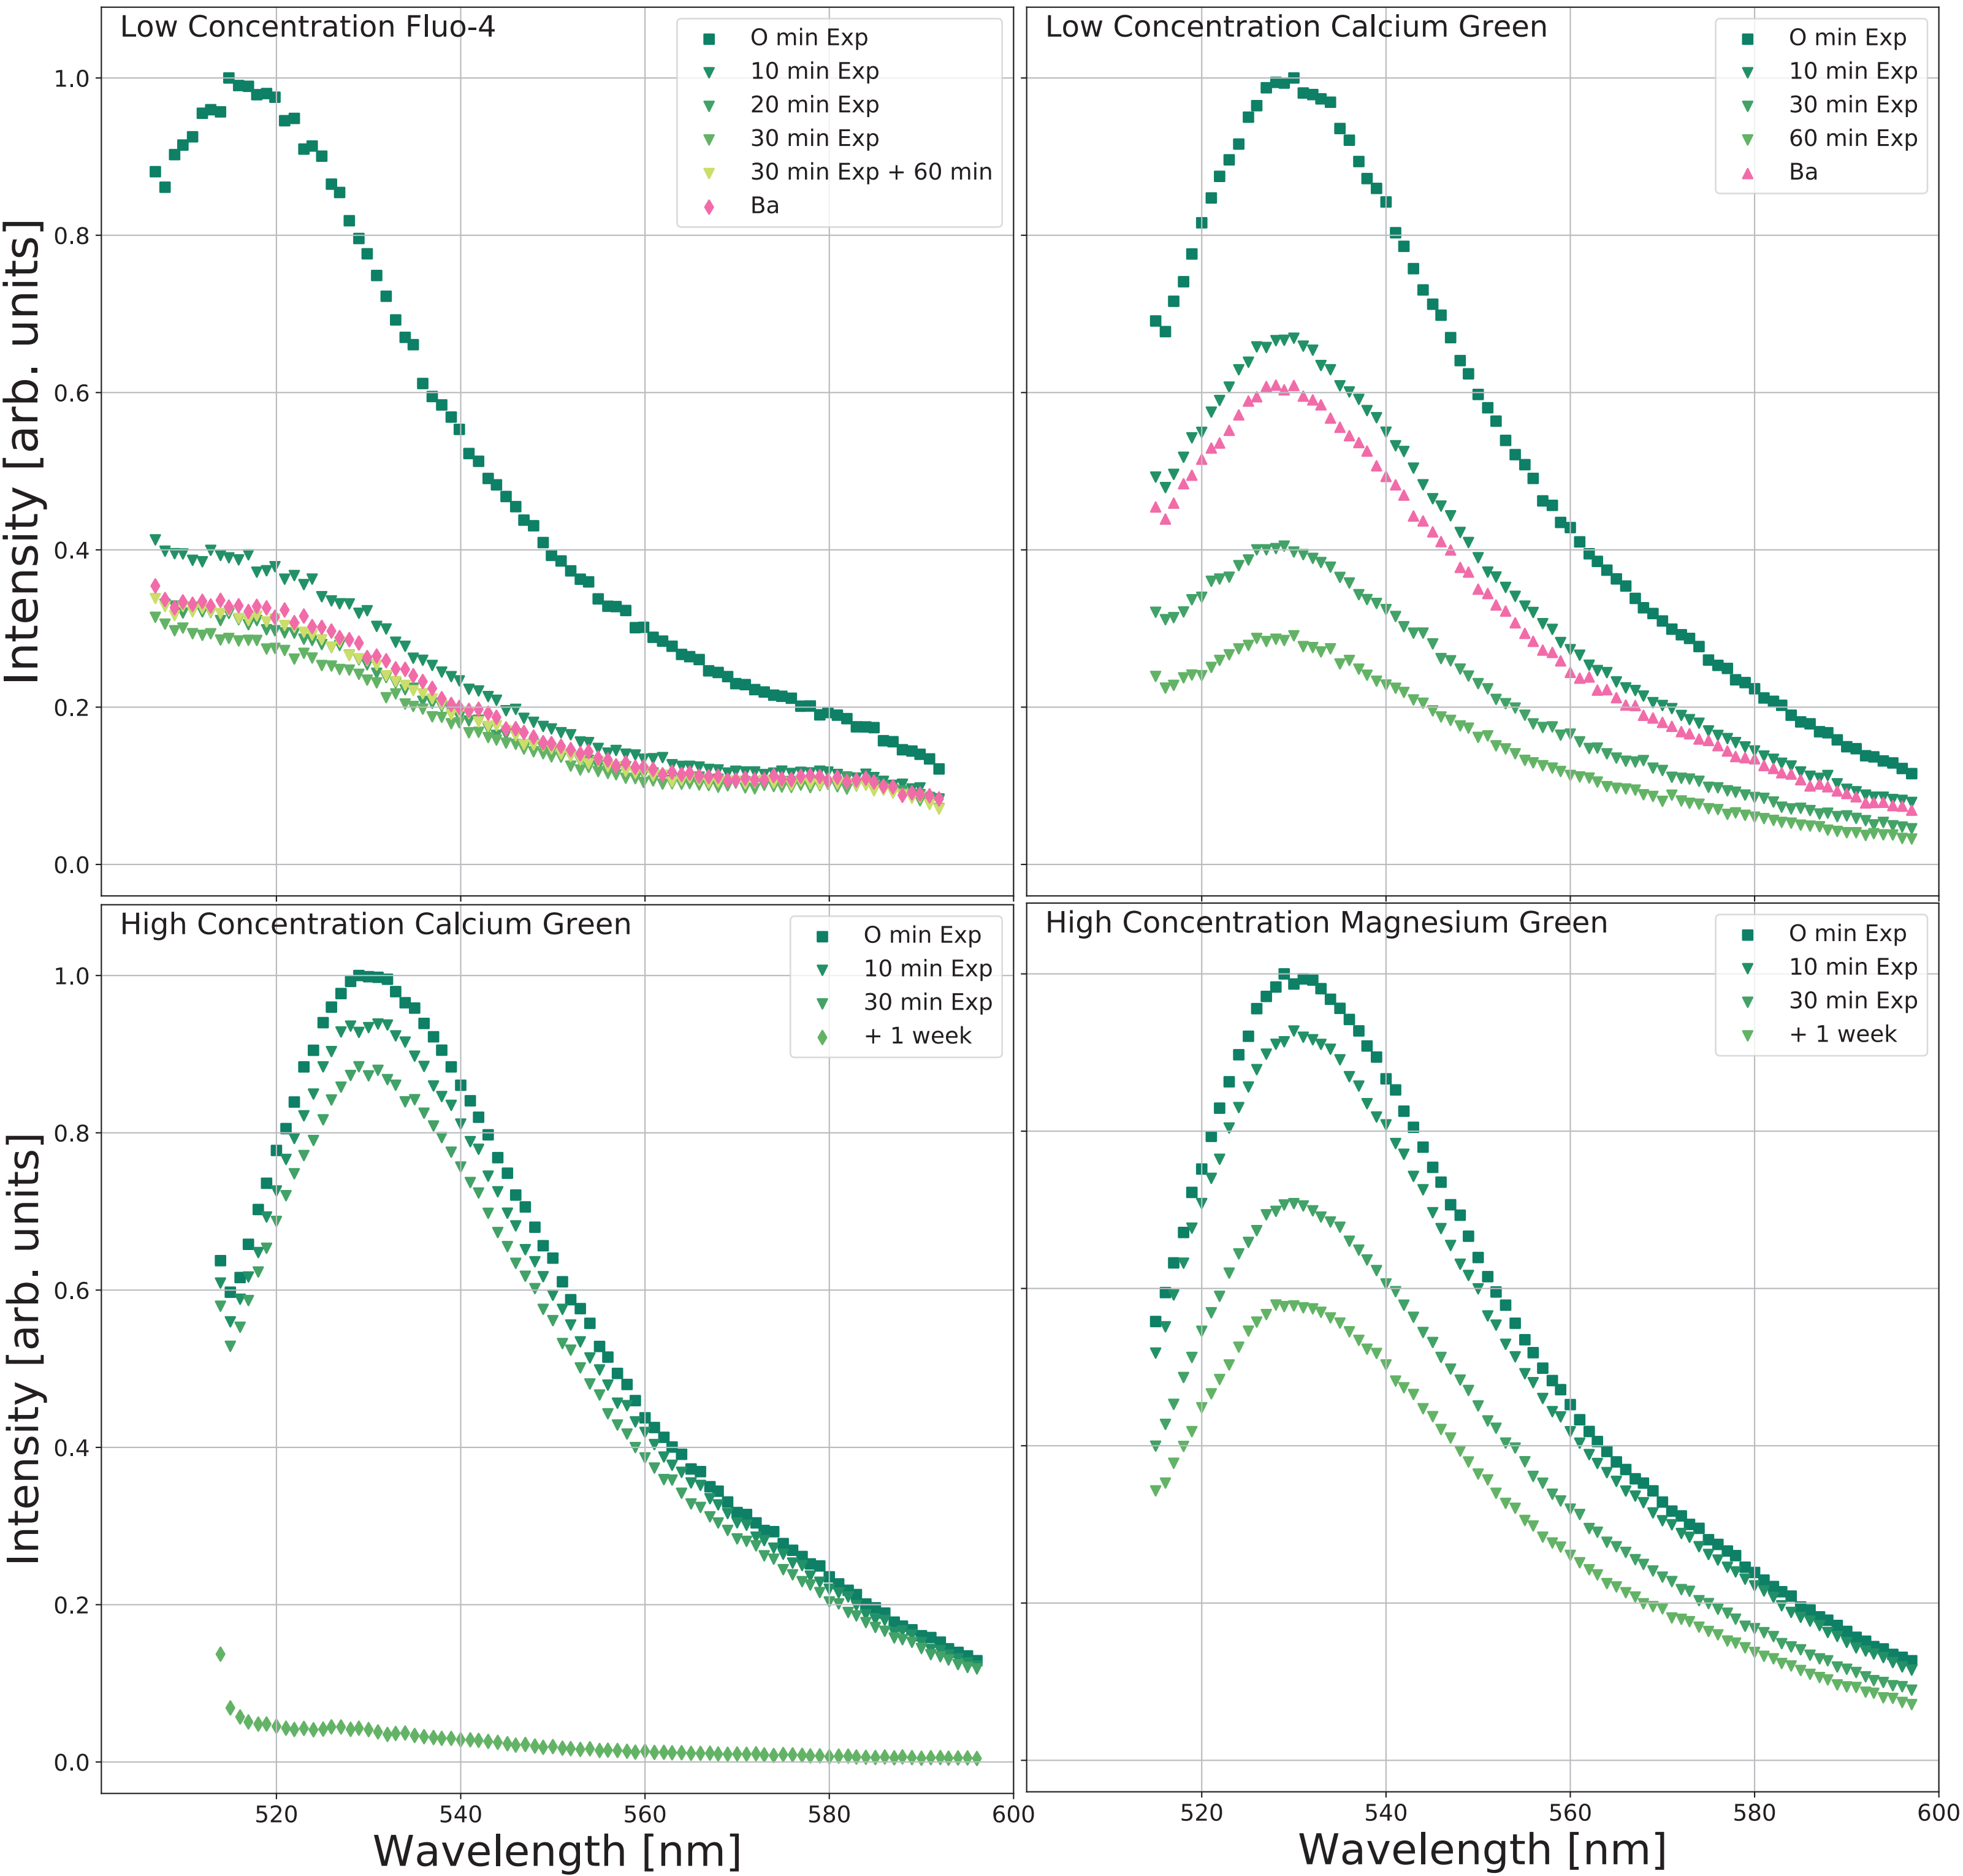 Low Concentration Fluo-4
O min Exp
10 min Exp
20 min Exp
30 min Exp
30 min Exp + 60 min
Ba
1.0
0.8
0.6
0.4
0.2
0.0
Intensity [arb. units]
Low Concentration Calcium Green
O min Exp
10 min Exp
30 min Exp
60 min Exp
Ba
High Concentration Calcium Green
O min Exp
10 min Exp
30 min Exp
+ 1 week
1.0
0.8
0.6
0.4
0.2
0.0
Intensity [arb. units]
520 540 560 580 600
Wavelength [nm]
High Concentration Magnesium Green
O min Exp
10 min Exp
30 min Exp
+ 1 week
520 540 560 580 600
Wavelength [nm]